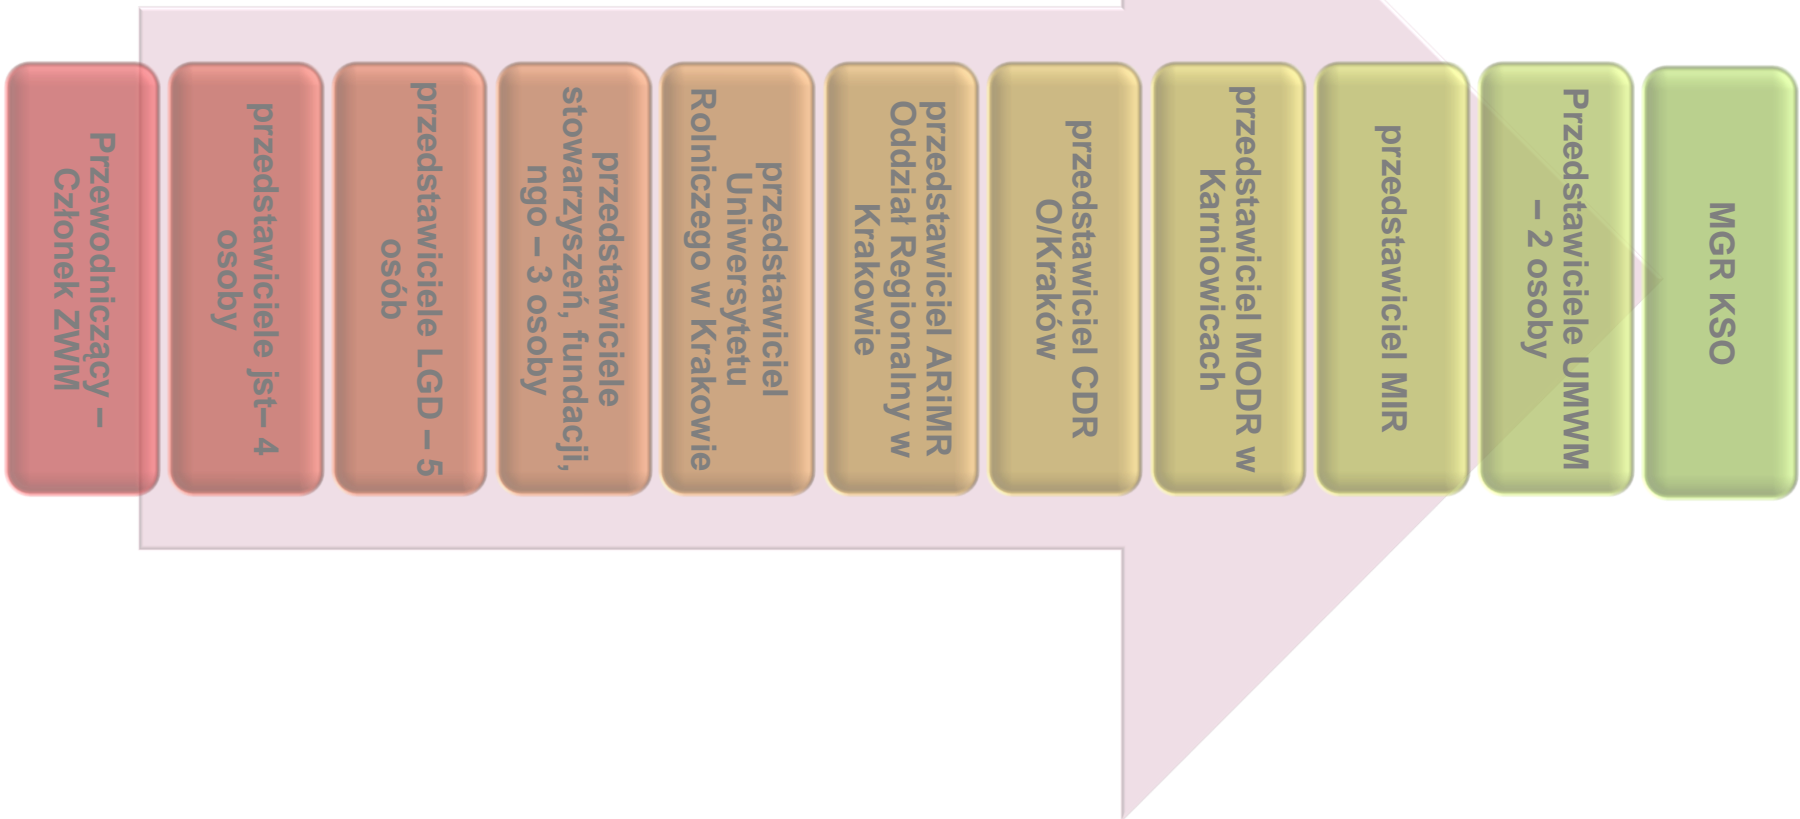 Przewodniczący –
Członek ZWM
przedstawiciele jst– 4
osoby
przedstawiciele LGD – 5
osób
przedstawiciele
stowarzyszeń, fundacji,
ngo – 3 osoby
przedstawiciel
Uniwersytetu
Rolniczego w Krakowie
przedstawiciel ARiMR
Oddział Regionalny w
Krakowie
przedstawiciel CDR
O/Kraków
przedstawiciel MODR w
Karniowicach
przedstawiciel MIR
Przedstawiciele UMWM
– 2 osoby
MGR KSO